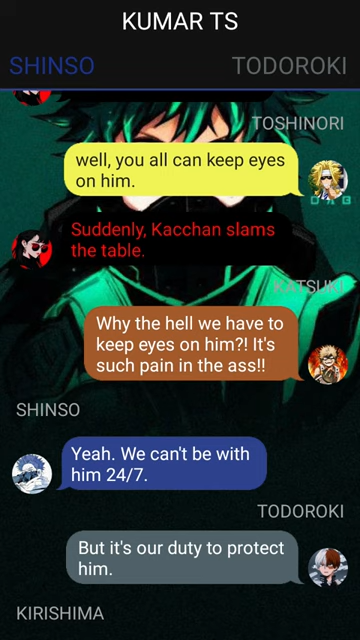 KUMAR TS
SHINSO
TODOROKI
TOSHINORI
well, you all can keep eyes
on him.
Suddenly, Kacchan slams
the table.
KATSUKI
Why the hell we have to
keep eyes on him?! It's
such pain in the ass!!
SHINSO
Yeah. We can't be with
him 24/7.
TODOROKI
But it's our duty to protect
him.
KIRISHIMA